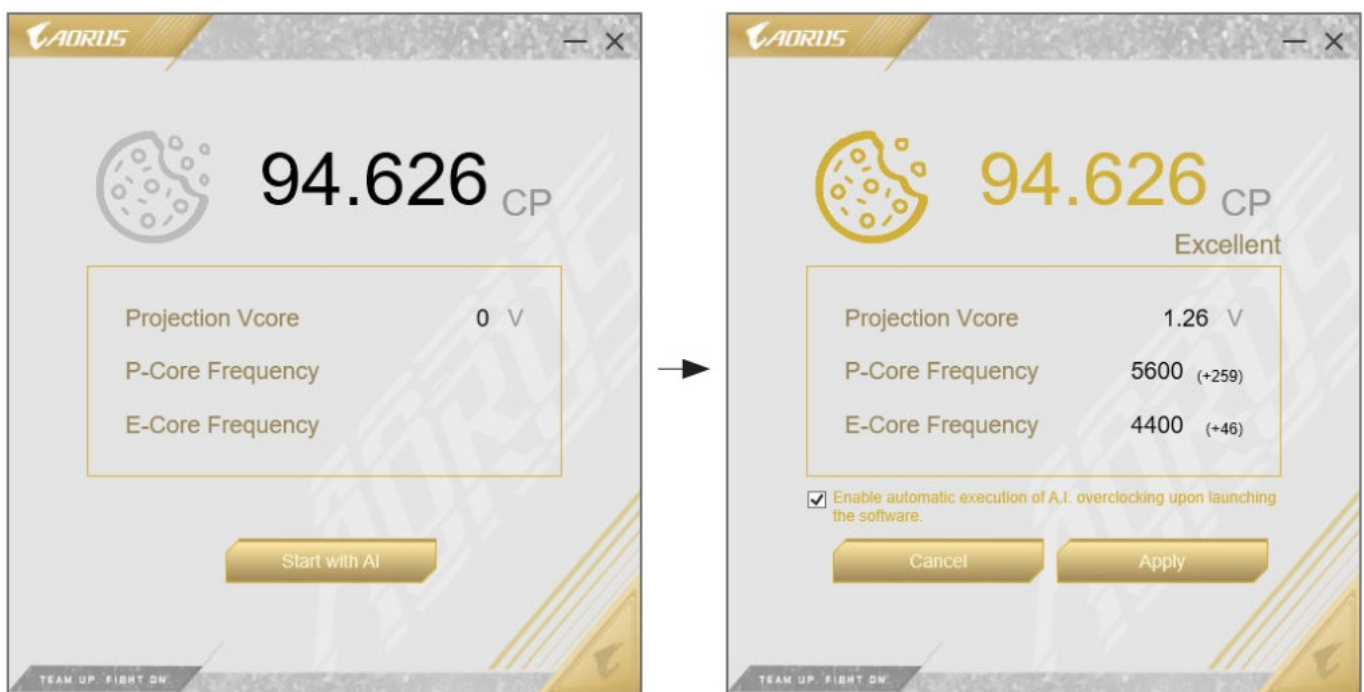 AORUS
94.626 CP
Projection Vcore 0 V
P-Core Frequency
E-Core Frequency
Start with AI
TEAM UP. FIGHT ON.
AORUS
94.626 CP
Excellent
Projection Vcore 1.26 V
P-Core Frequency 5600 (+259)
E-Core Frequency 4400 (+46)
Enable automatic execution of A.I. overclocking upon launching
the software.
Cancel Apply
TEAM UP. FIGHT ON.